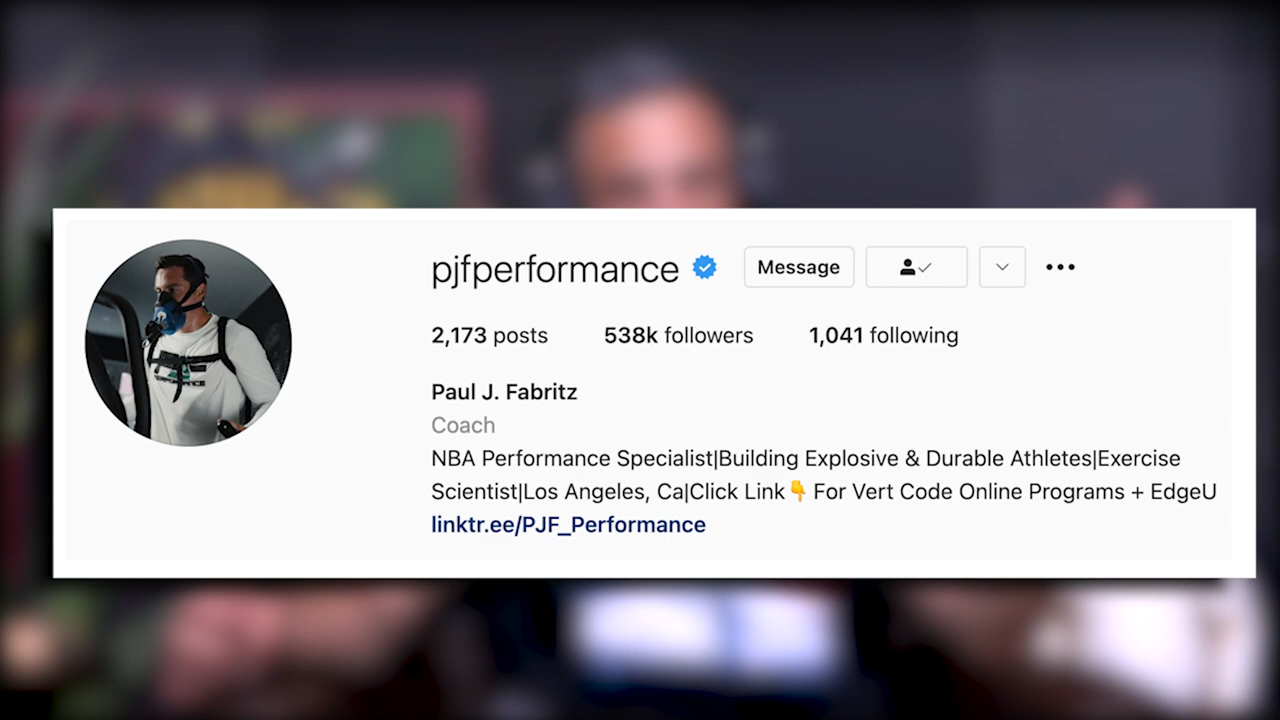 pjfperformance
Message
2,173 posts 538k followers 1,041 following
Paul J. Fabritz
Coach
NBA Performance Specialist|Building Explosive & Durable Athletes|Exercise
Scientist|Los Angeles, Ca|Click Link👇 For Vert Code Online Programs + EdgeU
linktr.ee/PJF_Performance